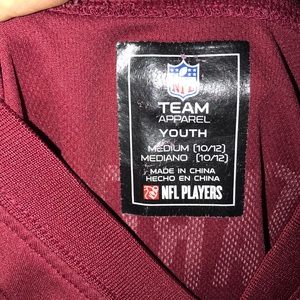 NFL
TEAM
APPAREL
YOUTH
MEDIUM (10/12)
MEDIANO (10/12)
MADE IN CHINA
HECHO EN CHINA
NFL PLAYERS